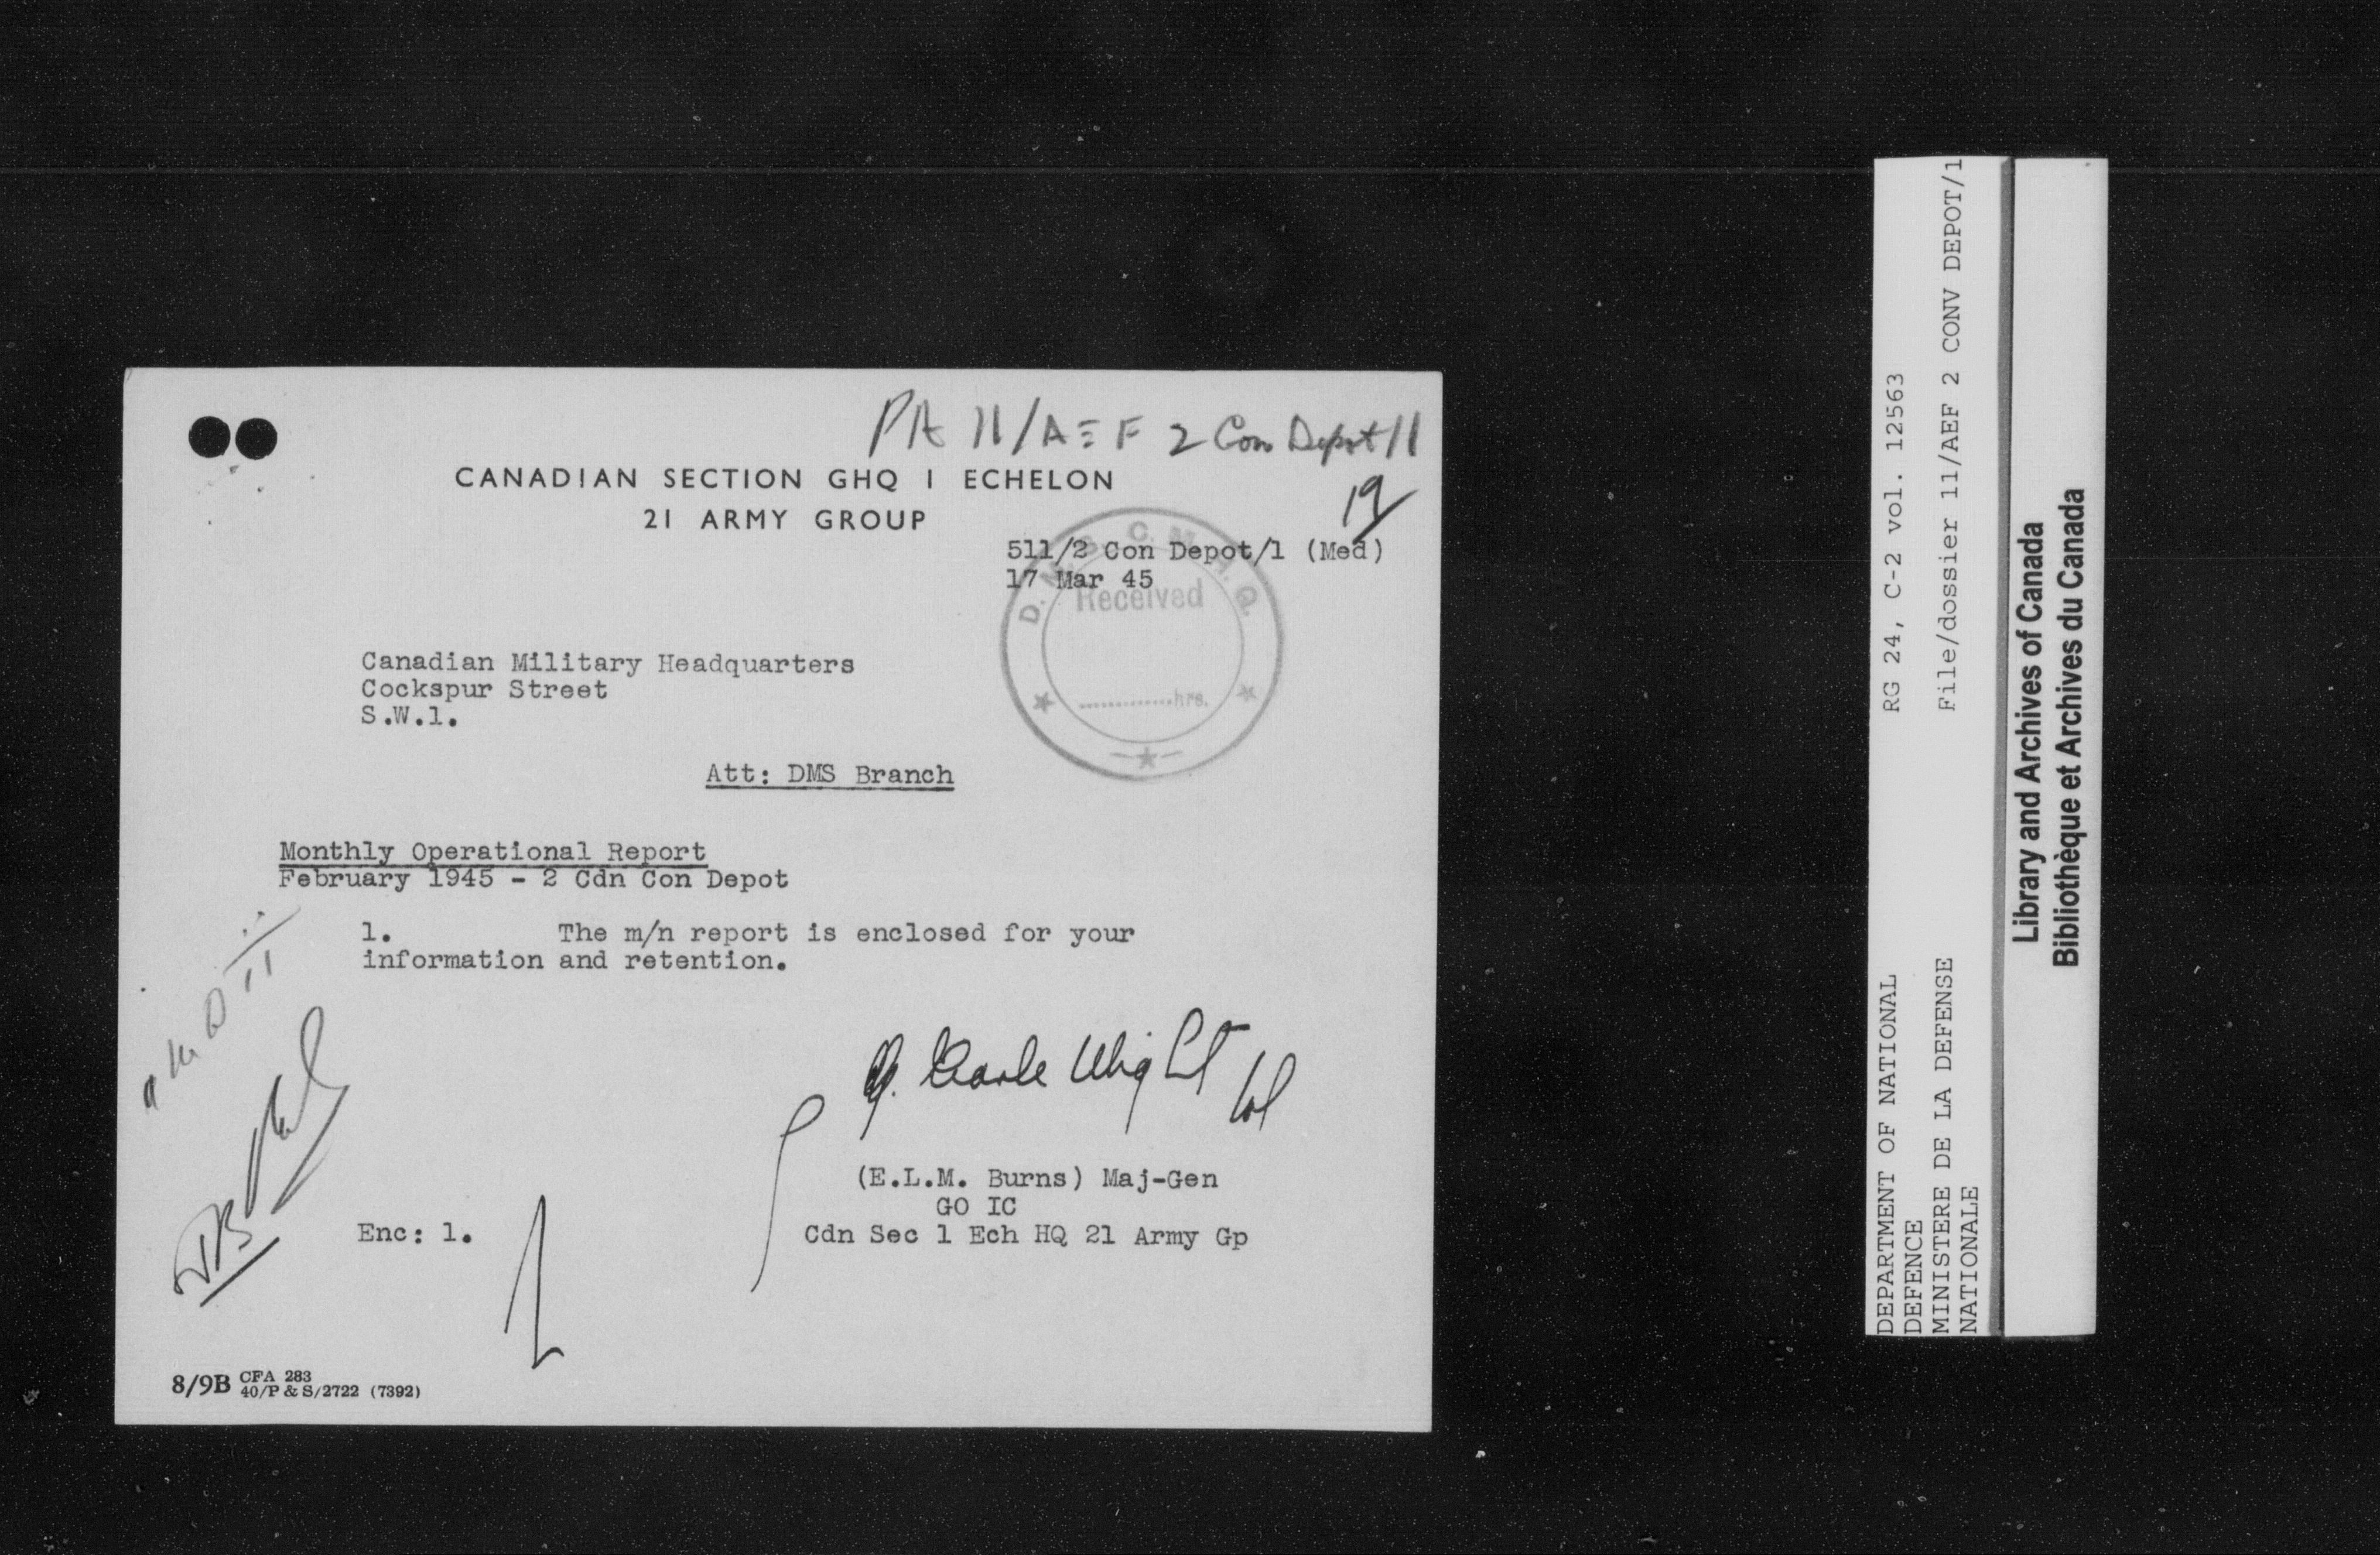 PA 11/AEF 2 Con Depot/1
CANADIAN SECTION GHQ 1 ECHELON
21 ARMY GROUP
19
511/2 Con Depot/1 (Med)
17 Mar 45
D.M.S. C.M.H.Q.
Received
.............hrs.
Canadian Military Headquarters
Cockspur Street
S.W.1.
Att: DMS Branch
Monthly Operational Report
February 1945 - 2 Cdn Con Depot
1. The m/n report is enclosed for your
information and retention.
Earle Wright Col
(E.L.M. Burns) Maj-Gen
GO IC
Enc: 1.
Cdn Sec 1 Ech HQ 21 Army Gp
8/9B CFA 283
40/P & S/2722 (7392)
RG 24, C-2 vol. 12563
File/dossier 11/AEF 2 CONV DEPOT/1
DEPARTMENT OF NATIONAL
DEFENCE
MINISTERE DE LA DEFENSE
NATIONALE
Library and Archives of Canada
Bibliothèque et Archives du Canada